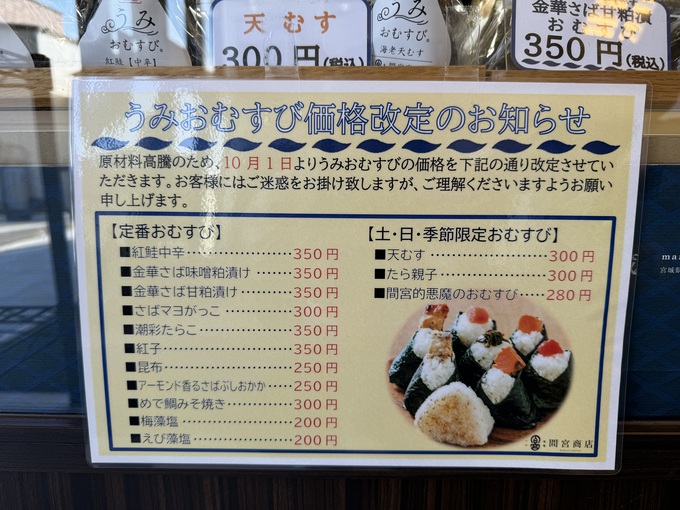 うみ
おむすび。
紅鮭【中辛】
天むす
300円(税込)
うみ
おむすび。
海老天むす
金華さば甘粕漬
おむすび
350円(税込)
うみおむすび価格改定のお知らせ
原材料高騰のため、10月1日よりうみおむすびの価格を下記の通り改定させてい
ただきます。お客様にはご迷惑をお掛け致しますが、ご理解くださいますようお願い
申し上げます。
【定番おむすび】
■紅鮭中辛‥‥‥‥‥‥‥350円
■金華さば味噌粕漬け ‥‥‥350円
■金華さば甘粕漬け‥‥‥‥350円
■さばマヨがっこ ‥‥‥‥‥300円
■潮彩たらこ‥‥‥‥‥‥‥350円
■紅子‥‥‥‥‥‥‥‥‥‥350円
■昆布‥‥‥‥‥‥‥‥‥‥250円
■アーモンド香るさばぶしおかか‥‥‥250円
■めで鯛みそ焼き‥‥‥‥‥300円
■梅藻塩‥‥‥‥‥‥‥‥‥200円
■えび藻塩‥‥‥‥‥‥‥‥200円
【土・日・季節限定おむすび】
■天むす ‥‥‥‥‥‥‥‥300円
■たら親子‥‥‥‥‥‥‥‥300円
■間宮的悪魔のおむすび‥‥280円
間宮商店